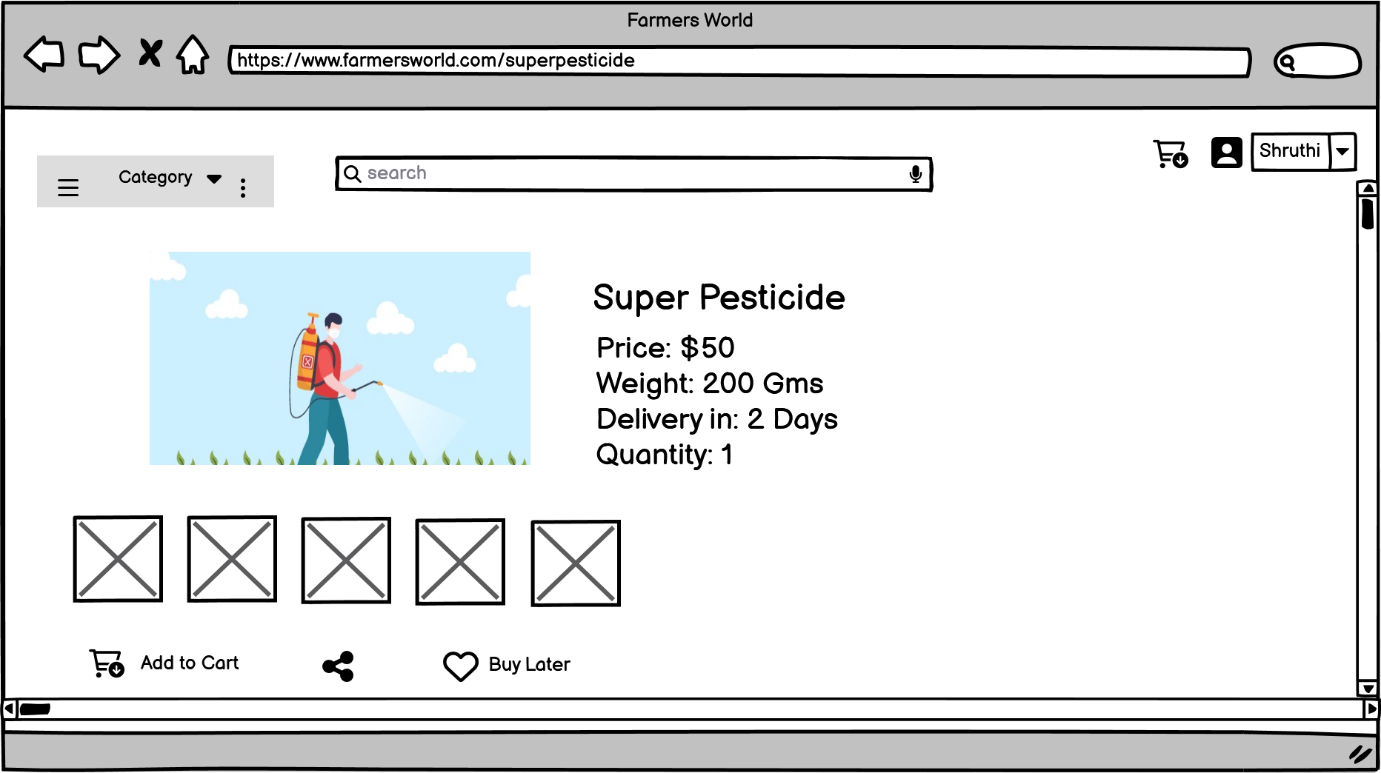 Farmers World
https://www.farmersworld.com/superpesticide
Shruthi
Category
search
Super Pesticide
Price: $50
Weight: 200 Gms
Delivery in: 2 Days
Quantity: 1
Add to Cart
Buy Later